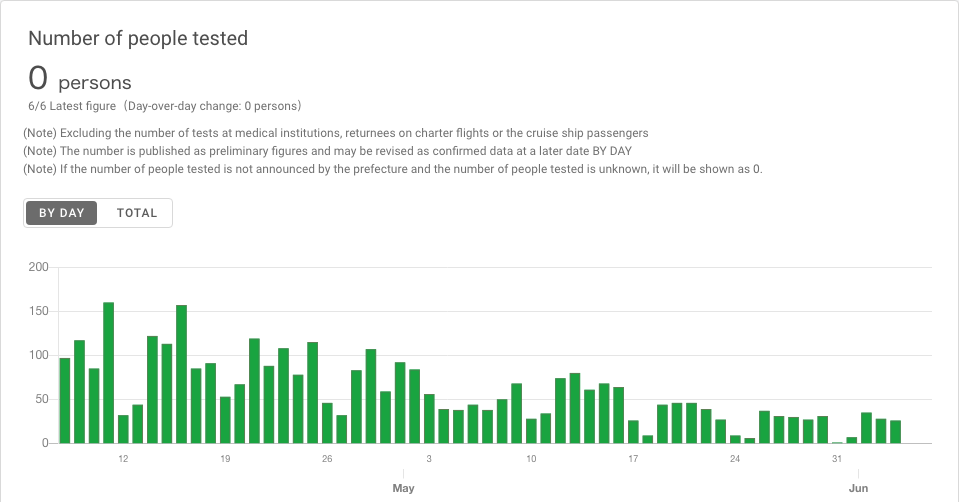 Number of people tested
0 persons
6/6 Latest figure（Day-over-day change: 0 persons）
(Note) Excluding the number of tests at medical institutions, returnees on charter flights or the cruise ship passengers
(Note) The number is published as preliminary figures and may be revised as confirmed data at a later date BY DAY
(Note) If the number of people tested is not announced by the prefecture and the number of people tested is unknown, it will be shown as 0.
BY DAY TOTAL
200
150
100
50
0
12 19 26 3 10 17 24 31
May Jun